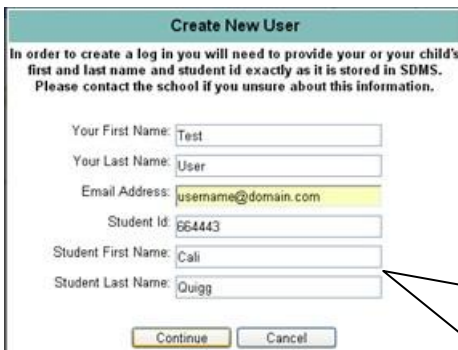 Create New User
In order to create a log in you will need to provide your or your child's
first and last name and student id exactly as it is stored in SDMS.
Please contact the school if you unsure about this information.
Your First Name: Test
Your Last Name: User
Email Address: username@domain.com
Student Id: 664443
Student First Name: Cali
Student Last Name: Quigg
Continue Cancel